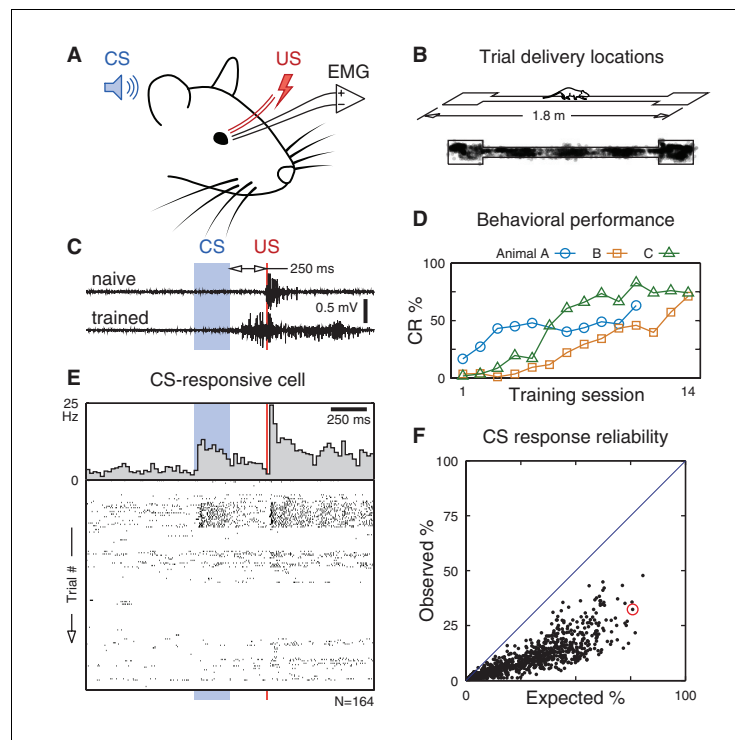 A
CS
US
EMG
+
−
B
Trial delivery locations
1.8 m
C
CS
US
250 ms
naive
0.5 mV
trained
D
Behavioral performance
Animal A B C
100
50
0
CR %
1
14
Training session
E
CS-responsive cell
25
Hz
0
250 ms
Trial #
N=164
F
CS response reliability
100
75
50
25
0
Observed %
0
100
Expected %